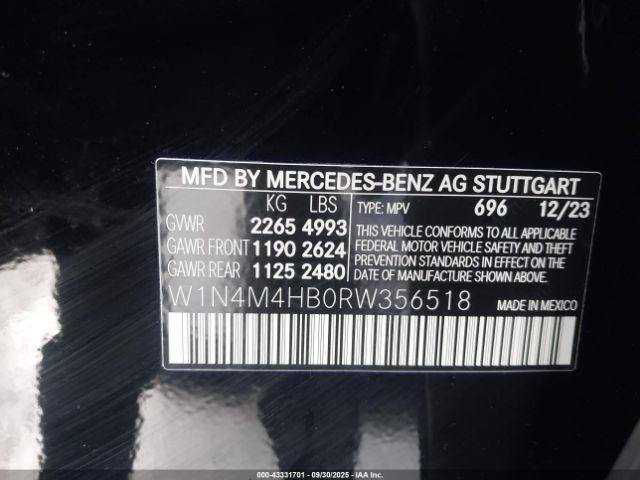 MFD BY MERCEDES-BENZ AG STUTTGART
KG LBS
GVWR 2265 4993
GAWR FRONT 1190 2624
GAWR REAR 1125 2480
TYPE: MPV 696 12/23
THIS VEHICLE CONFORMS TO ALL APPLICABLE
FEDERAL MOTOR VEHICLE SAFETY AND THEFT
PREVENTION STANDARDS IN EFFECT ON THE
DATE OF MANUFACTURE SHOWN ABOVE.
W1N4M4HB0RW356518 MADE IN MEXICO
000-43331701 - 09/30/2025 - IAA Inc.